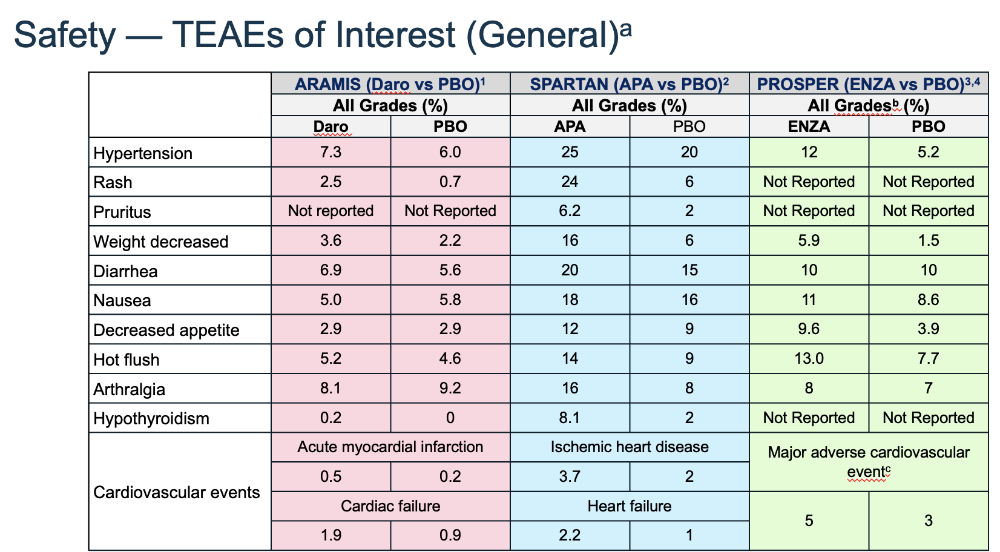 Safety — TEAEs of Interest (General)ᵃ
ARAMIS (Daro vs PBO)¹ SPARTAN (APA vs PBO)² PROSPER (ENZA vs PBO)³,⁴
All Grades (%) All Grades (%) All Gradesᵇ (%)
Daro PBO APA PBO ENZA PBO
Hypertension 7.3 6.0 25 20 12 5.2
Rash 2.5 0.7 24 6 Not Reported Not Reported
Pruritus Not reported Not Reported 6.2 2 Not Reported Not Reported
Weight decreased 3.6 2.2 16 6 5.9 1.5
Diarrhea 6.9 5.6 20 15 10 10
Nausea 5.0 5.8 18 16 11 8.6
Decreased appetite 2.9 2.9 12 9 9.6 3.9
Hot flush 5.2 4.6 14 9 13.0 7.7
Arthralgia 8.1 9.2 16 8 8 7
Hypothyroidism 0.2 0 8.1 2 Not Reported Not Reported
Cardiovascular events
Acute myocardial infarction Ischemic heart disease
Major adverse cardiovascular
eventᶜ
0.5 0.2 3.7 2
Cardiac failure Heart failure
5 3
1.9 0.9 2.2 1